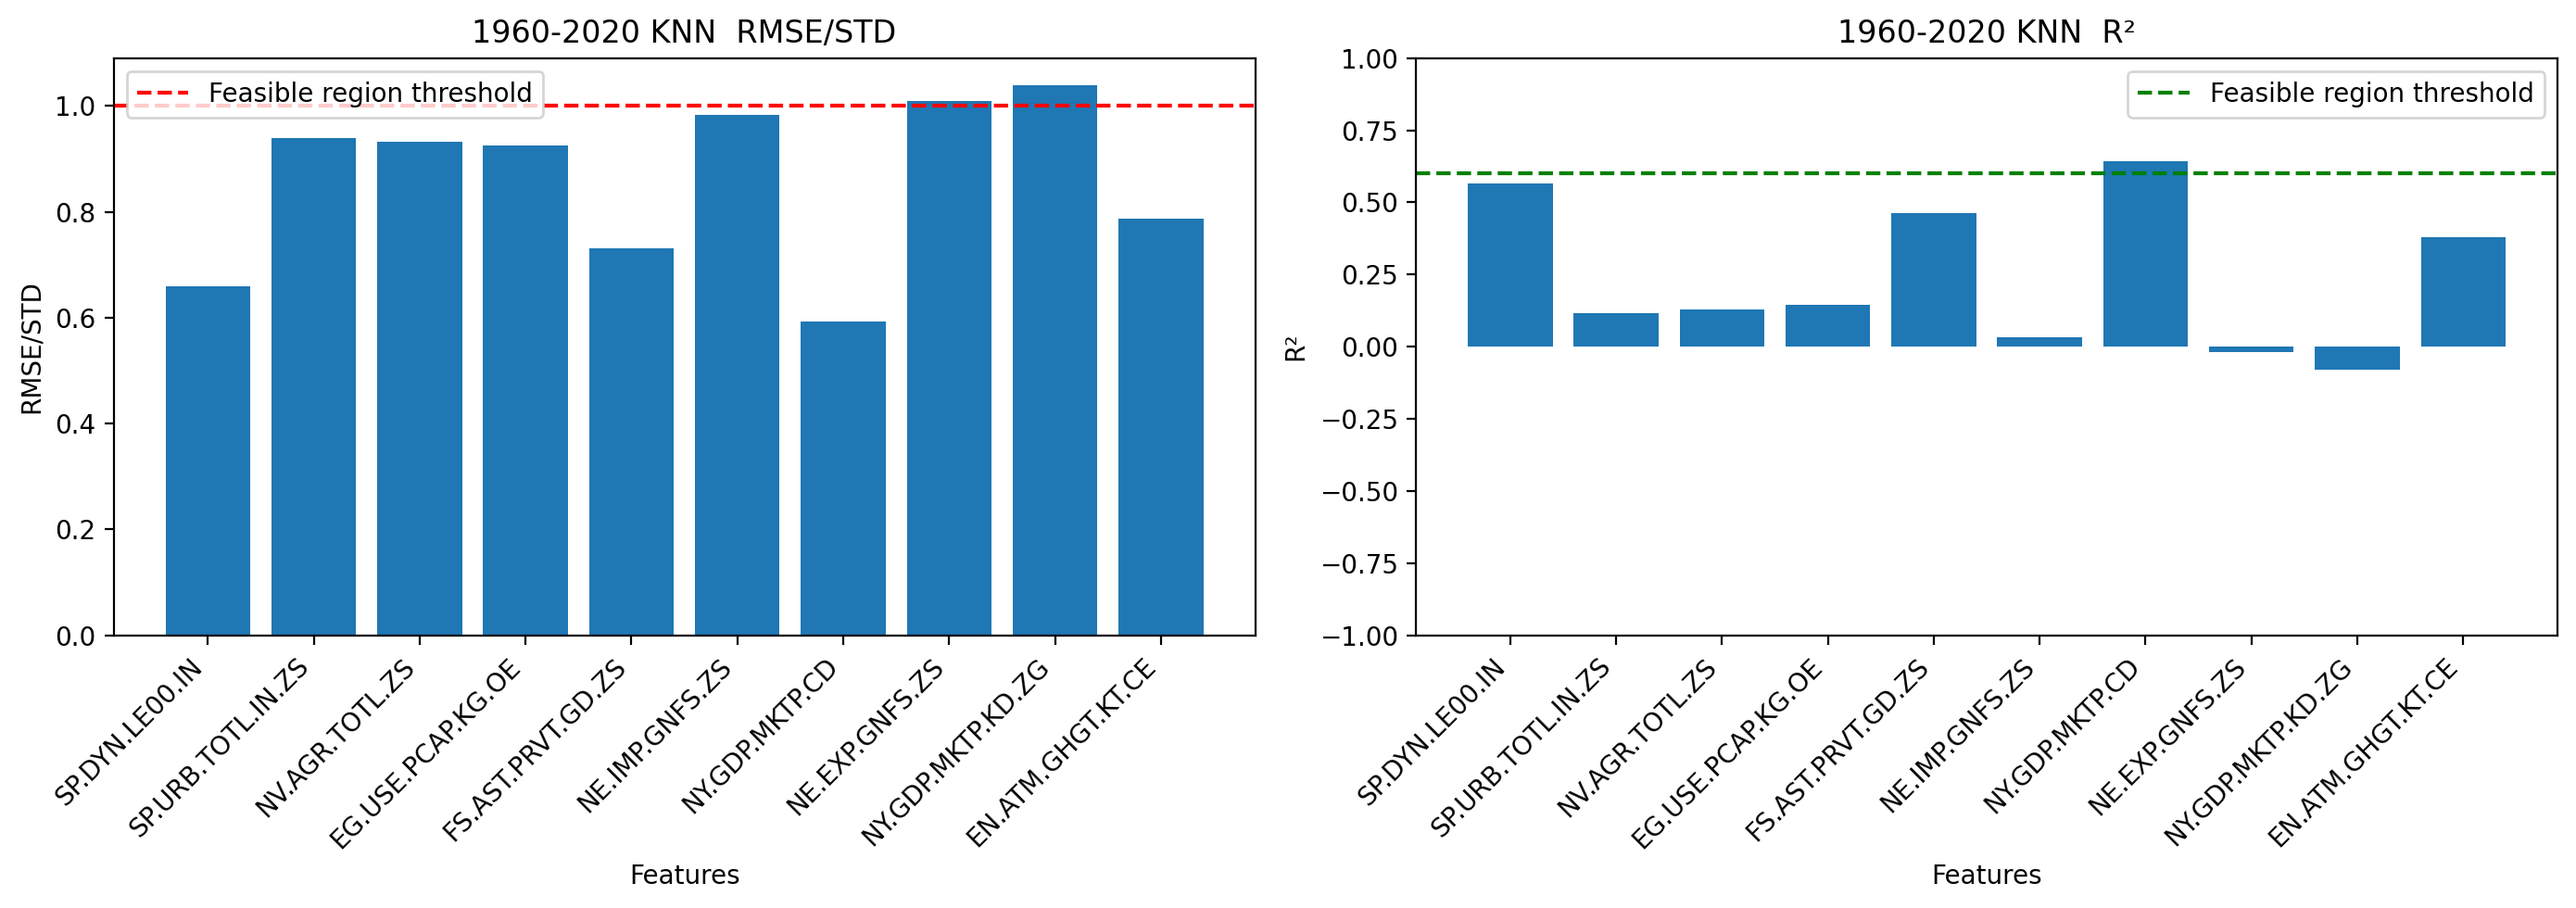 1960-2020 KNN  RMSE/STD
Feasible region threshold
RMSE/STD
1.0
0.8
0.6
0.4
0.2
0.0
SP.DYN.LE00.IN
SP.URB.TOTL.IN.ZS
NV.AGR.TOTL.ZS
EG.USE.PCAP.KG.OE
FS.AST.PRVT.GD.ZS
NE.IMP.GNFS.ZS
NY.GDP.MKTP.CD
NE.EXP.GNFS.ZS
NY.GDP.MKTP.KD.ZG
EN.ATM.GHGT.KT.CE
Features
1960-2020 KNN  R²
Feasible region threshold
R²
1.00
0.75
0.50
0.25
0.00
−0.25
−0.50
−0.75
−1.00
SP.DYN.LE00.IN
SP.URB.TOTL.IN.ZS
NV.AGR.TOTL.ZS
EG.USE.PCAP.KG.OE
FS.AST.PRVT.GD.ZS
NE.IMP.GNFS.ZS
NY.GDP.MKTP.CD
NE.EXP.GNFS.ZS
NY.GDP.MKTP.KD.ZG
EN.ATM.GHGT.KT.CE
Features